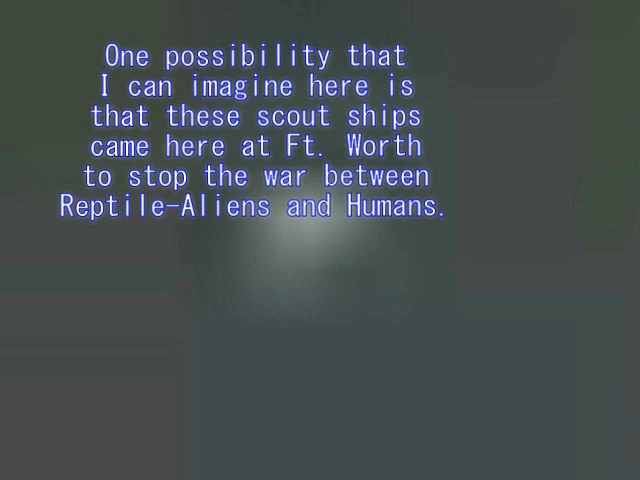 One possibility that
I can imagine here is
that these scout ships
came here at Ft. Worth
to stop the war between
Reptile-Aliens and Humans.